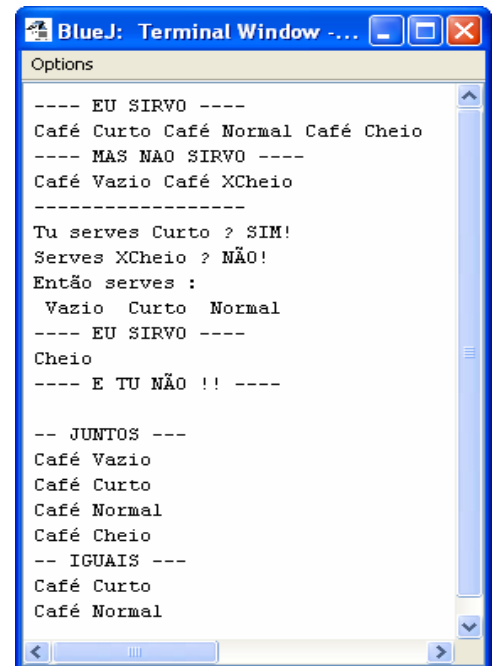 BlueJ: Terminal Window -...
Options
---- EU SIRVO ----
Café Curto Café Normal Café Cheio
---- MAS NAO SIRVO ----
Café Vazio Café XCheio
------------------
Tu serves Curto ? SIM!
Serves XCheio ? NÃO!
Então serves :
Vazio Curto Normal
---- EU SIRVO ----
Cheio
---- E TU NÃO !! ----
-- JUNTOS ---
Café Vazio
Café Curto
Café Normal
Café Cheio
-- IGUAIS ---
Café Curto
Café Normal